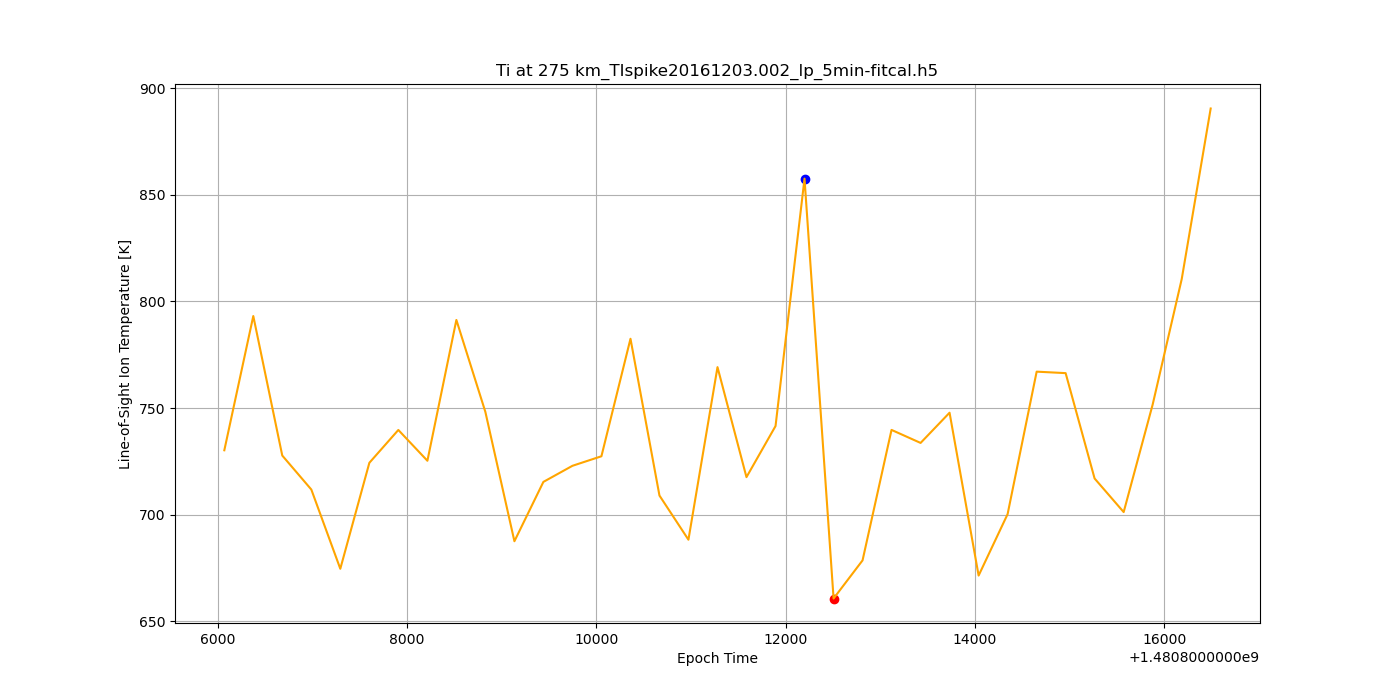 Ti at 275 km_TIspike20161203.002_lp_5min-fitcal.h5
900
850
800
750
700
650
Line-of-Sight Ion Temperature [K]
6000 8000 10000 12000 14000 16000
Epoch Time
+1.4808000000e9